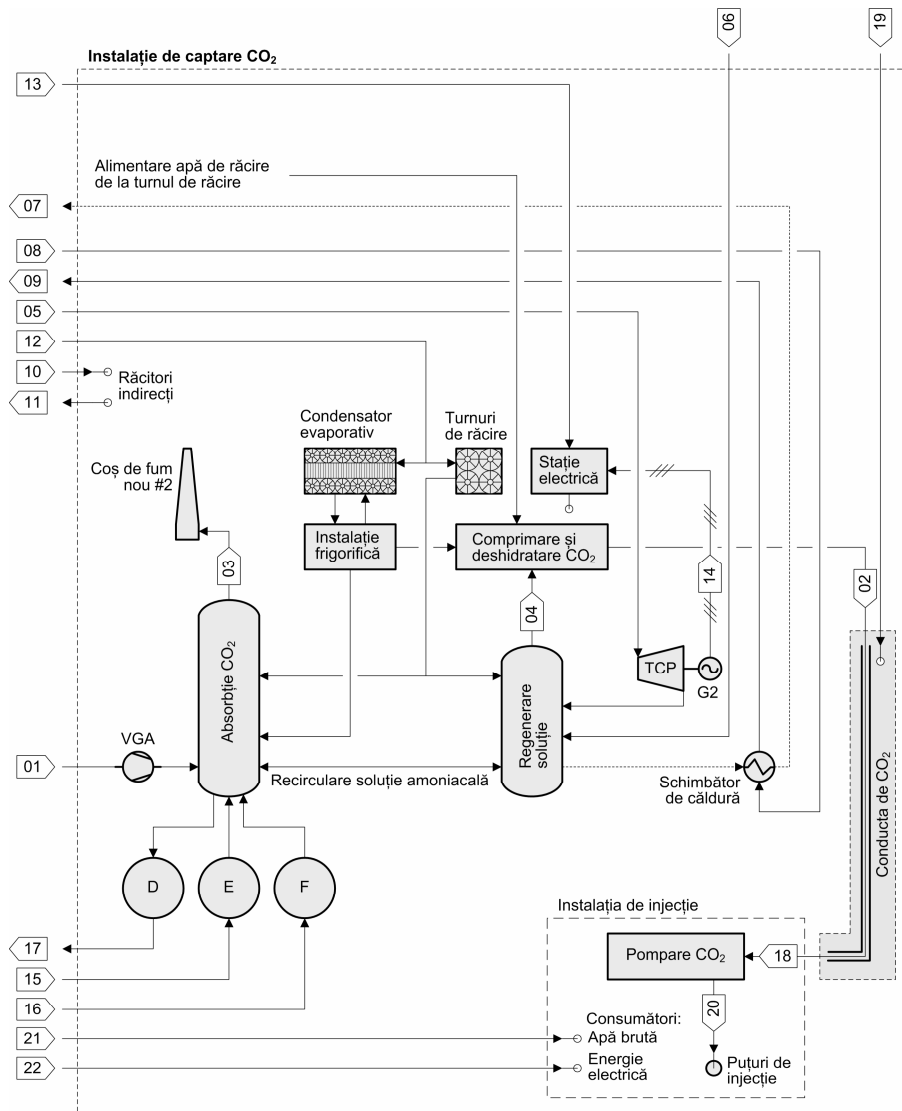 06
19
Instalație de captare CO₂
13
Alimentare apă de răcire
de la turnul de răcire
07
08
09
05
12
10
11
Răcitori
indirecți
Condensator
evaporativ
Turnuri
de răcire
Coș de fum
nou #2
Stație
electrică
Instalație
frigorifică
Comprimare și
deshidratare CO₂
03
04
14
02
Absorbție CO₂
Regenerare
soluție
TCP
G2
VGA
01
Recirculare soluție amoniacală
Schimbător
de căldură
Conducta de CO₂
D
E
F
17
15
16
21
22
Instalația de injecție
Pompare CO₂
18
20
Consumători:
Apă brută
Energie
electrică
Puțuri de
injecție